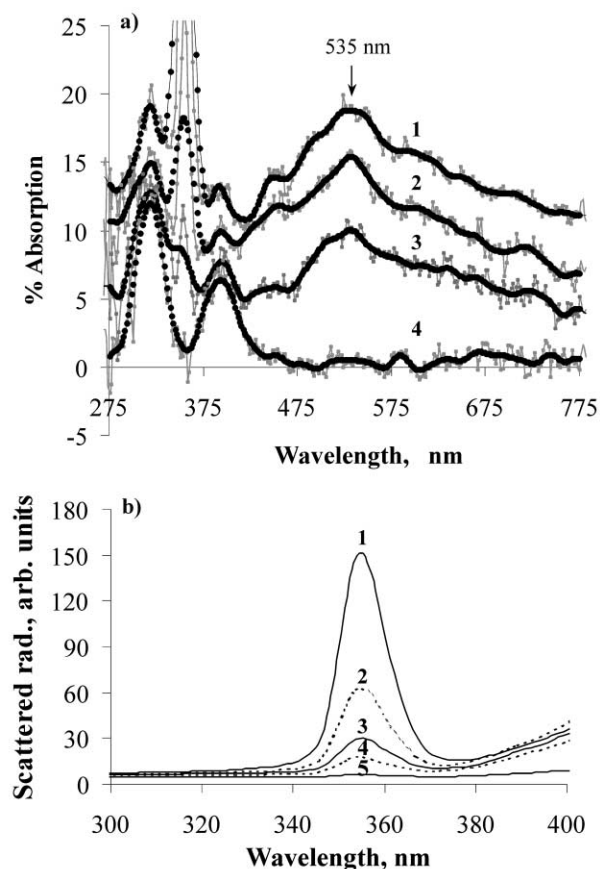 a)
535 nm
25
20
15
10
5
0
-5
% Absorption
1
2
3
4
275 375 475 575 675 775
Wavelength, nm
b)
180
150
120
90
60
30
0
Scattered rad., arb. units
1
2
3
4
5
300 320 340 360 380 400
Wavelength, nm